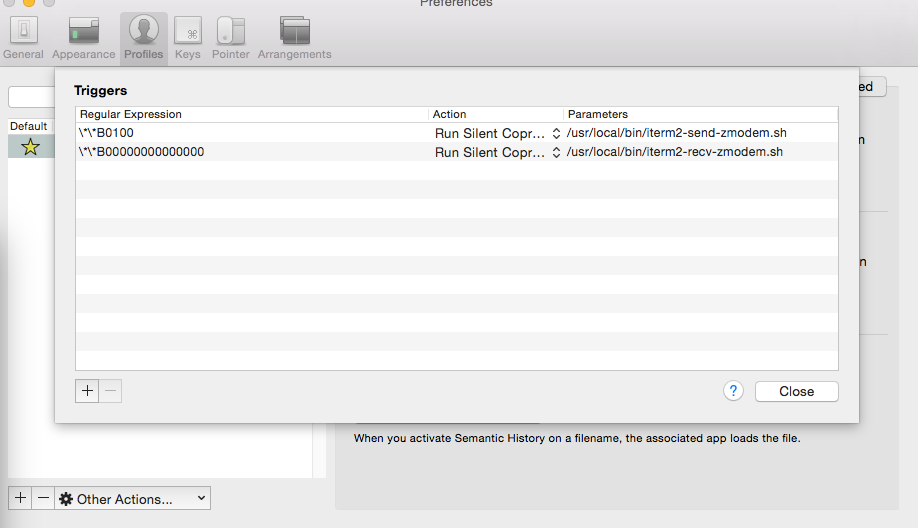 Preferences
General Appearance Profiles Keys Pointer Arrangements
Triggers
ed
Regular Expression Action Parameters
Default
\*\*B0100 Run Silent Copr... /usr/local/bin/iterm2-send-zmodem.sh
n
\*\*B00000000000000 Run Silent Copr... /usr/local/bin/iterm2-recv-zmodem.sh
n
+ − ? Close
When you activate Semantic History on a filename, the associated app loads the file.
+ − Other Actions...